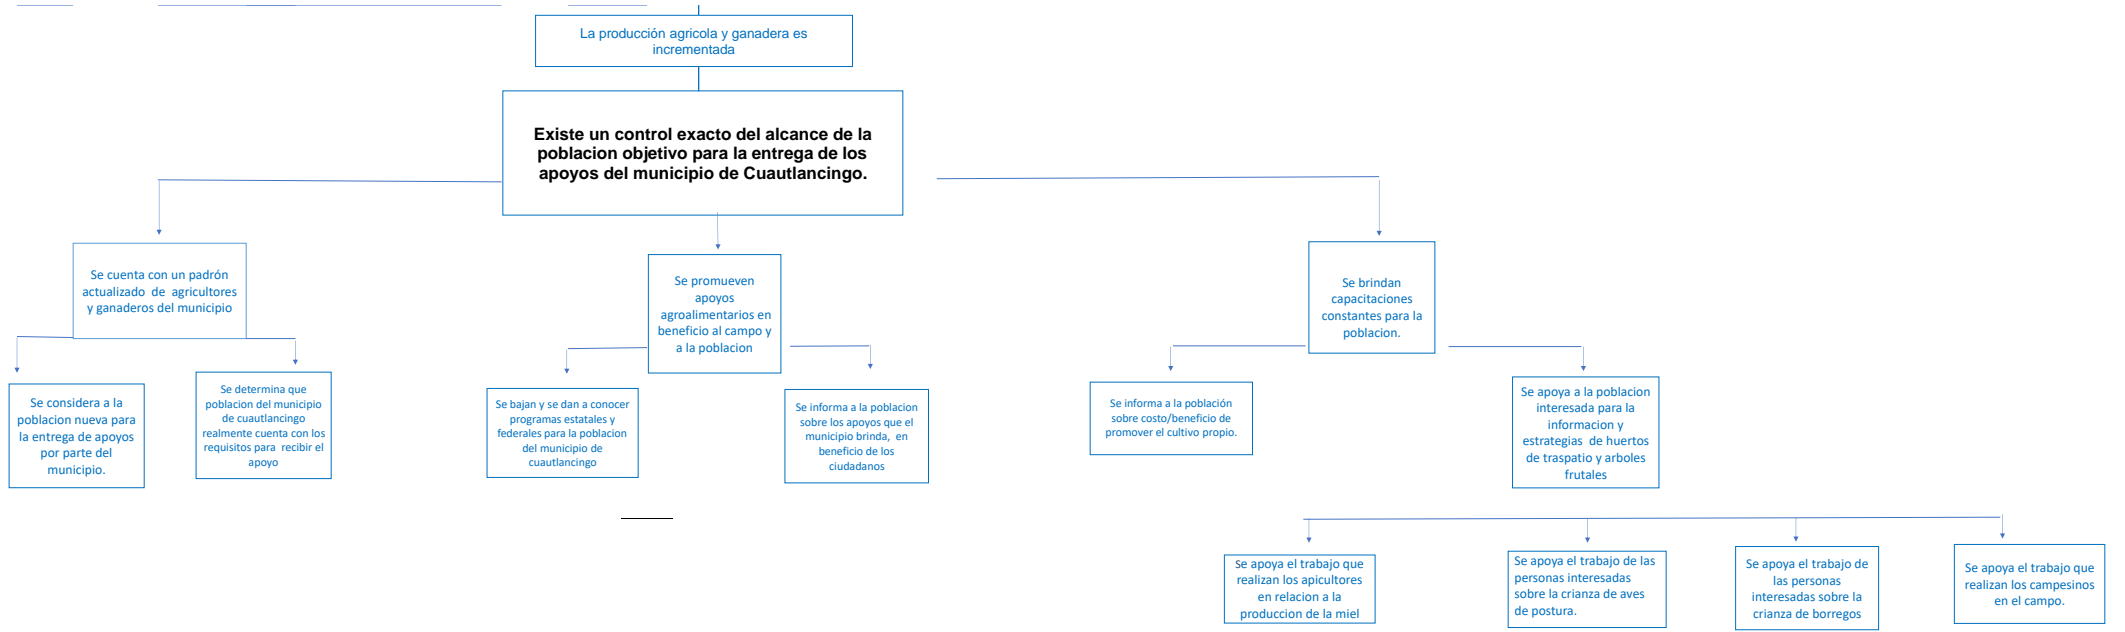 La producción agricola y ganadera es
incrementada
Existe un control exacto del alcance de la
poblacion objetivo para la entrega de los
apoyos del municipio de Cuautlancingo.
Se cuenta con un padrón
actualizado de agricultores
y ganaderos del municipio
Se promueven
apoyos
agroalimentarios en
beneficio al campo y
a la poblacion
Se brindan
capacitaciones
constantes para la
poblacion.
Se considera a la
poblacion nueva para
la entrega de apoyos
por parte del
municipio.
Se determina que
poblacion del municipio
de cuautlancingo
realmente cuenta con los
requisitos para recibir el
apoyo
Se bajan y se dan a conocer
programas estatales y
federales para la poblacion
del municipio de
cuautlancingo
Se informa a la poblacion
sobre los apoyos que el
municipio brinda, en
beneficio de los
ciudadanos
Se informa a la población
sobre costo/beneficio de
promover el cultivo propio.
Se apoya a la poblacion
interesada para la
informacion y
estrategias de huertos
de traspatio y arboles
frutales
Se apoya el trabajo que
realizan los apicultores
en relacion a la
produccion de la miel
Se apoya el trabajo de las
personas interesadas
sobre la crianza de aves
de postura.
Se apoya el trabajo de
las personas
interesadas sobre la
crianza de borregos
Se apoya el trabajo que
realizan los campesinos
en el campo.